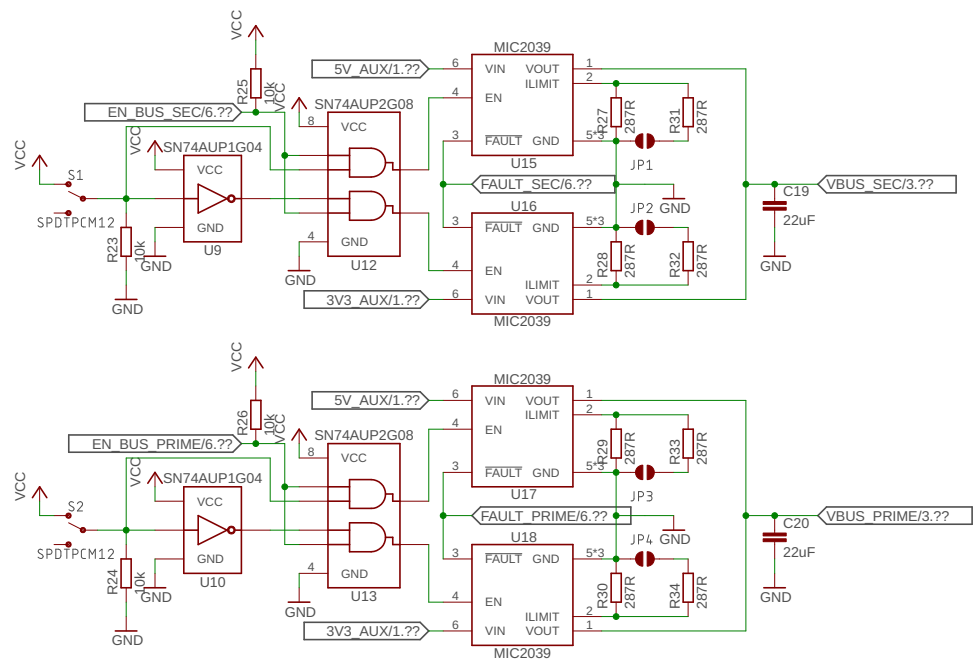 VCC
MIC2039
5V_AUX/1.??
6
VIN
VOUT
1
ILIMIT
2
R25
10k
VCC
4
EN
R27
287R
R31
287R
EN_BUS_SEC/6.??
SN74AUP2G08
8
VCC
3
FAULT
GND
5*3
JP1
U15
VCC
S1
SPDTPCM12
VCC
SN74AUP1G04
VCC
GND
U9
R23
10k
GND
GND
4
GND
U12
GND
FAULT_SEC/6.??
GND
VBUS_SEC/3.??
C19
22uF
GND
U16
3
FAULT
GND
5*3
JP2
4
EN
R28
287R
R32
287R
ILIMIT
2
3V3_AUX/1.??
6
VIN
VOUT
1
MIC2039
VCC
MIC2039
5V_AUX/1.??
6
VIN
VOUT
1
ILIMIT
2
R26
10k
VCC
4
EN
R29
287R
R33
287R
EN_BUS_PRIME/6.??
SN74AUP2G08
8
VCC
3
FAULT
GND
5*3
JP3
U17
VCC
S2
SPDTPCM12
VCC
SN74AUP1G04
VCC
GND
U10
R24
10k
GND
GND
4
GND
U13
GND
FAULT_PRIME/6.??
GND
VBUS_PRIME/3.??
C20
22uF
GND
U18
3
FAULT
GND
5*3
JP4
4
EN
R30
287R
R34
287R
ILIMIT
2
3V3_AUX/1.??
6
VIN
VOUT
1
MIC2039